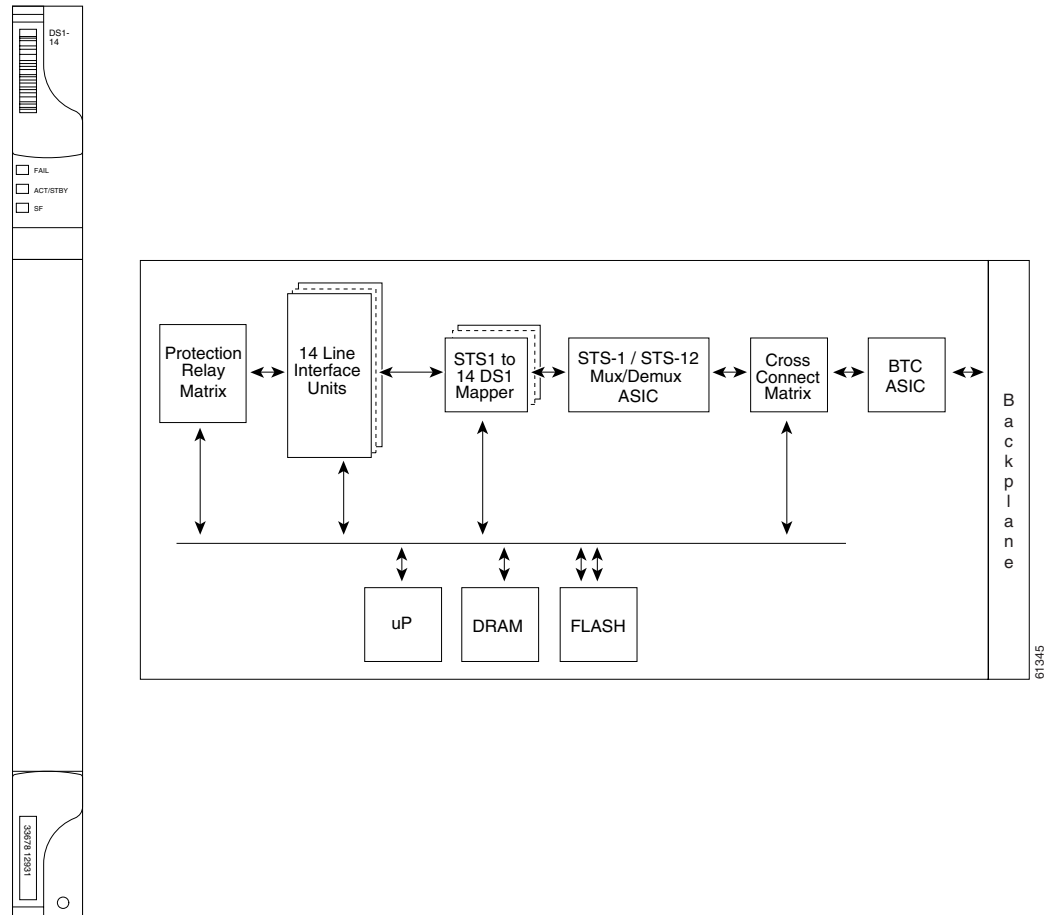 DS1-
14
FAIL
ACT/STBY
SF
33678 12931
Protection
Relay
Matrix
14 Line
Interface
Units
STS1 to
14 DS1
Mapper
STS-1 / STS-12
Mux/Demux
ASIC
Cross
Connect
Matrix
BTC
ASIC
Backplane
uP
DRAM
FLASH
61345